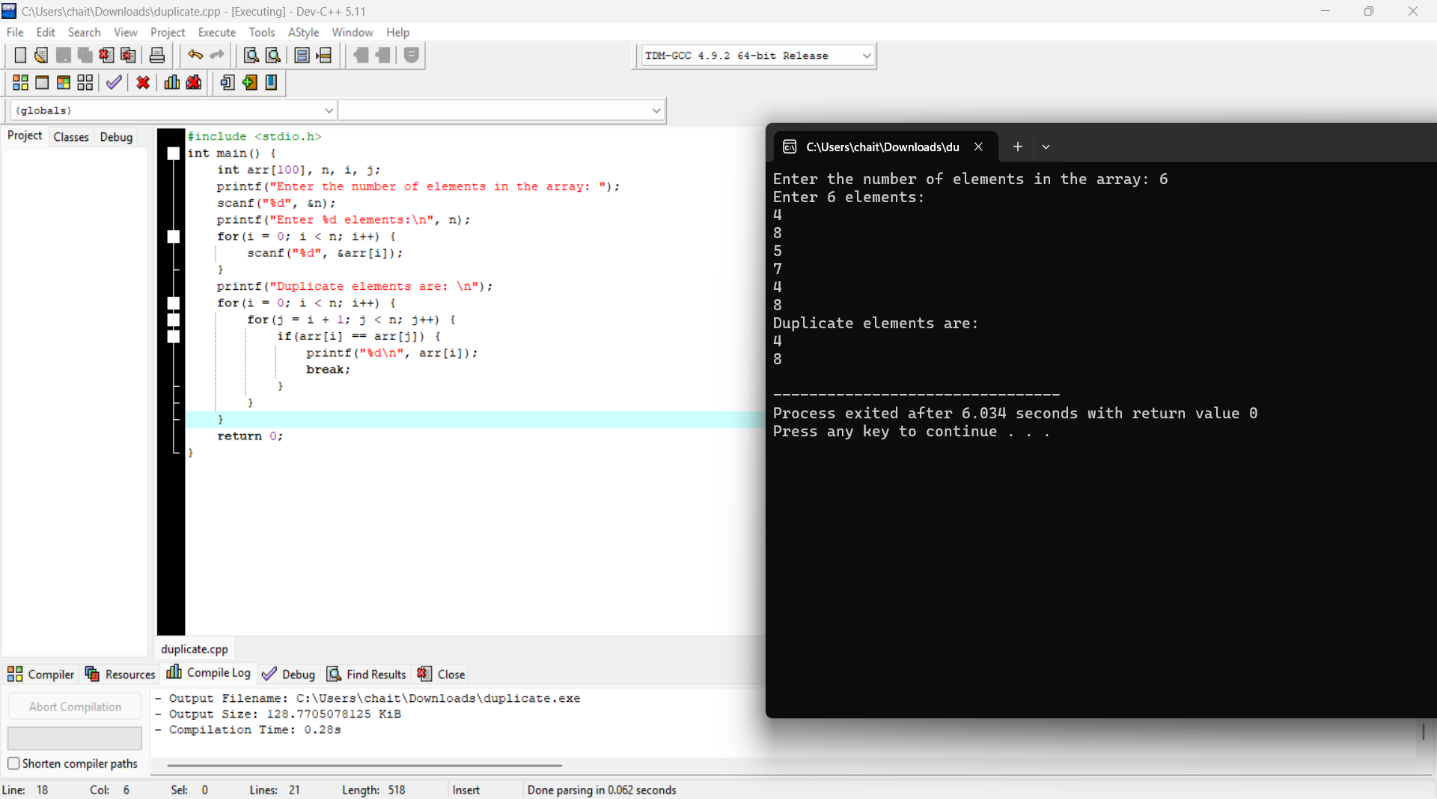 C:\Users\chait\Downloads\duplicate.cpp - [Executing] - Dev-C++ 5.11
File Edit Search View Project Execute Tools AStyle Window Help
TDM-GCC 4.9.2 64-bit Release
(globals)
Project Classes Debug
#include <stdio.h>
int main() {
    int arr[100], n, i, j;
    printf("Enter the number of elements in the array: ");
    scanf("%d", &n);
    printf("Enter %d elements:\n", n);
    for(i = 0; i < n; i++) {
        scanf("%d", &arr[i]);
    }
    printf("Duplicate elements are: \n");
    for(i = 0; i < n; i++) {
        for(j = i + 1; j < n; j++) {
            if(arr[i] == arr[j]) {
                printf("%d\n", arr[i]);
                break;
            }
        }
    }
    return 0;
}
C:\Users\chait\Downloads\du
Enter the number of elements in the array: 6
Enter 6 elements:
4
8
5
7
4
8
Duplicate elements are:
4
8
--------------------------------
Process exited after 6.034 seconds with return value 0
Press any key to continue . . .
duplicate.cpp
Compiler Resources Compile Log Debug Find Results Close
Abort Compilation
Shorten compiler paths
- Output Filename: C:\Users\chait\Downloads\duplicate.exe
- Output Size: 128.7705078125 KiB
- Compilation Time: 0.28s
Line: 18 Col: 6 Sel: 0 Lines: 21 Length: 518 Insert Done parsing in 0.062 seconds